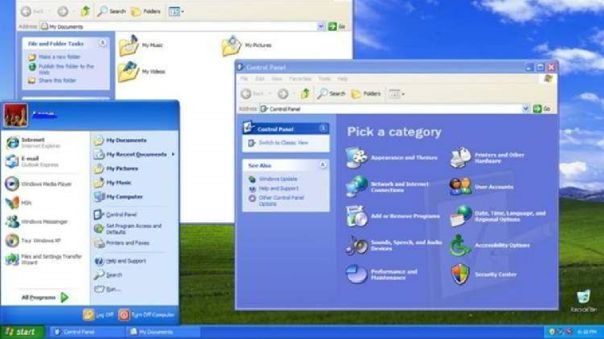 Back
Search
Folders
Address
My Documents
Go
File and Folder Tasks
Make a new folder
Publish this folder to the
Web
Share this folder
My Music
My Pictures
My Videos
Control Panel
File Edit View Favorites Tools Help
Back
Search
Folders
Address
Control Panel
Go
Control Panel
Switch to Classic View
See Also
Windows Update
Help and Support
Other Control Panel
Options
Pick a category
Appearance and Themes
Printers and Other
Hardware
Network and Internet
Connections
User Accounts
Add or Remove Programs
Date, Time, Language, and
Regional Options
Sounds, Speech, and Audio
Devices
Accessibility Options
Performance and
Maintenance
Security Center
Internet
Internet Explorer
E-mail
Outlook Express
Windows Media Player
MSN
Windows Messenger
Tour Windows XP
Files and Settings Transfer
Wizard
All Programs
My Documents
My Recent Documents
My Pictures
My Music
My Computer
Control Panel
Set Program Access and
Defaults
Printers and Faxes
Help and Support
Search
Run...
Log Off
Turn Off Computer
Recycle Bin
start
Control Panel
My Documents